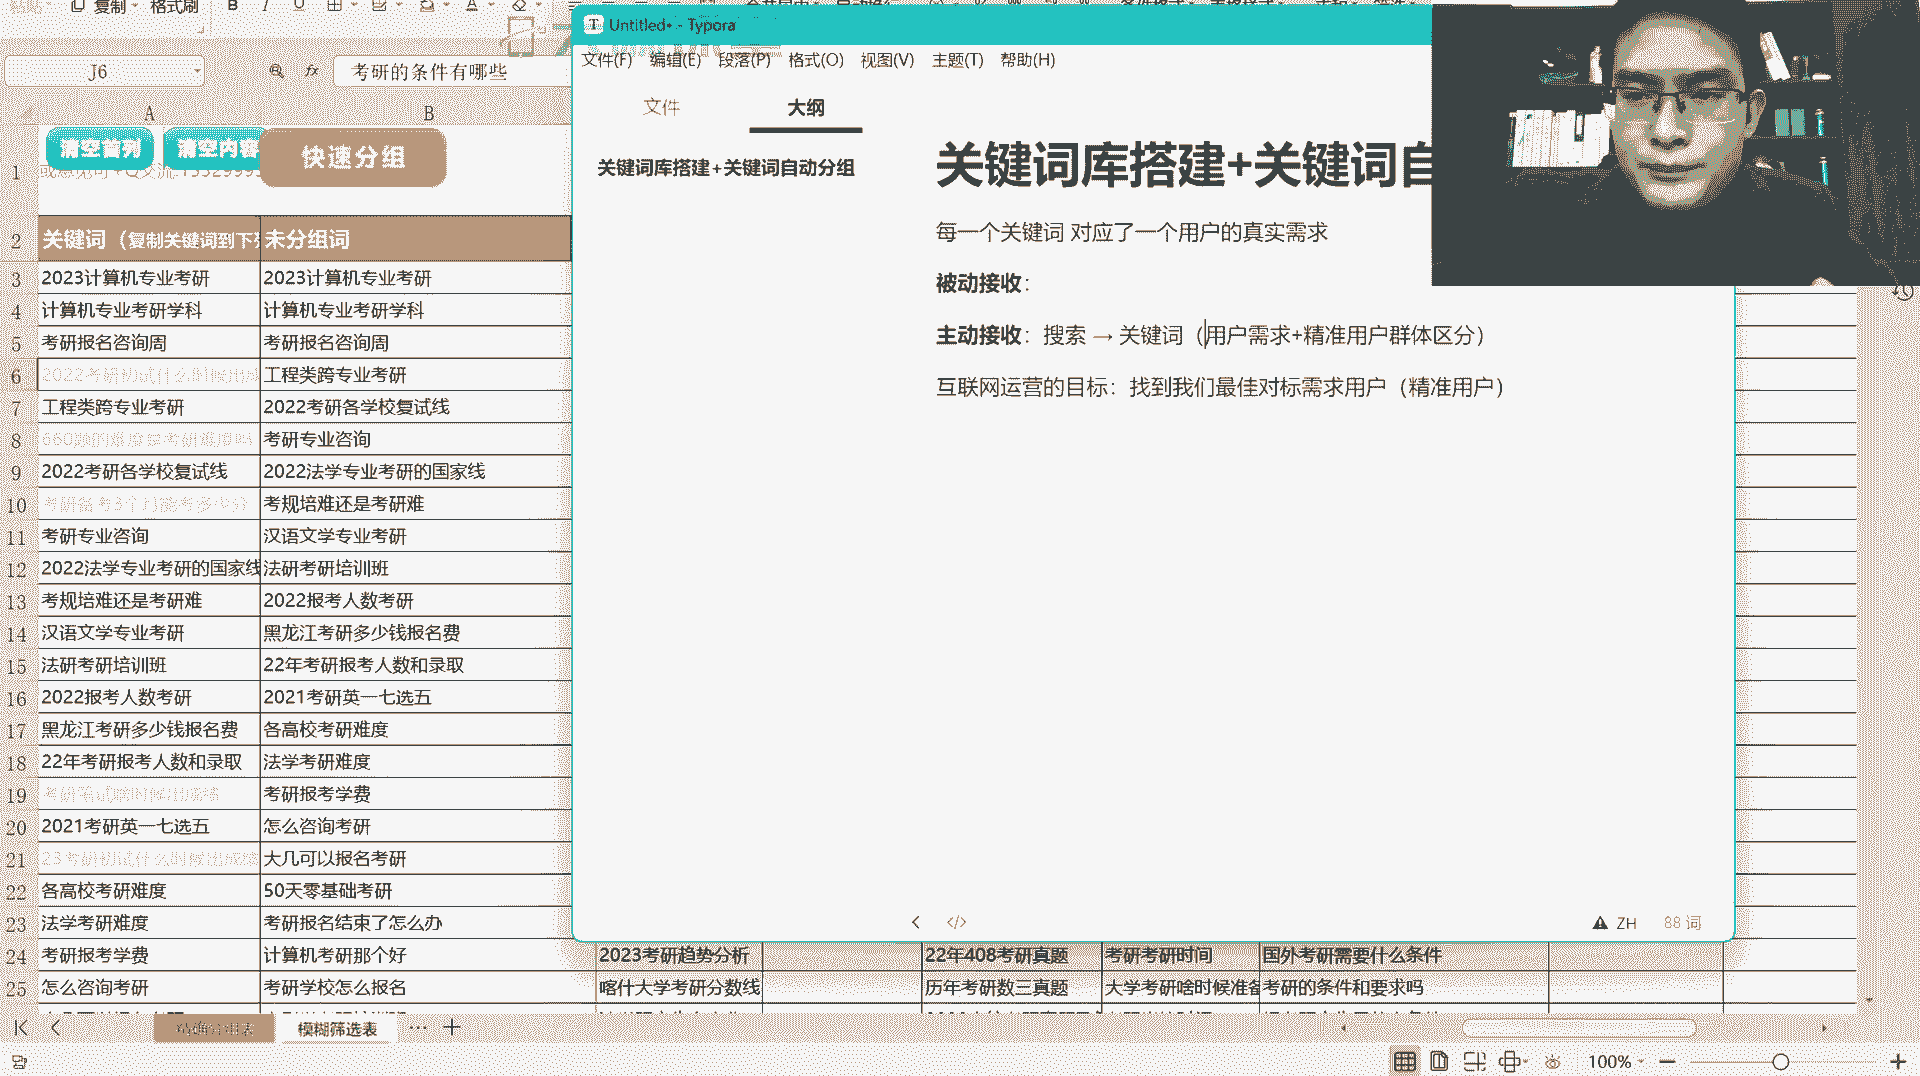 复制 格式刷
J6
fx 考研的条件有哪些
A
B
清空首列
清空内容
快速分组
1
2 关键词（复制关键词到下 未分组词
3 2023计算机专业考研 2023计算机专业考研
4 计算机专业考研学科 计算机专业考研学科
5 考研报名咨询周 考研报名咨询周
6 2022考研初试什么时候出成 工程类跨专业考研
7 工程类跨专业考研 2022考研各学校复试线
8 考研专业咨询
9 2022考研各学校复试线 2022法学专业考研的国家线
10 考规培难还是考研难
11 考研专业咨询 汉语文学专业考研
12 2022法学专业考研的国家线 法研考研培训班
13 考规培难还是考研难 2022报考人数考研
14 汉语文学专业考研 黑龙江考研多少钱报名费
15 法研考研培训班 22年考研报考人数和录取
16 2022报考人数考研 2021考研英一七选五
17 黑龙江考研多少钱报名费 各高校考研难度
18 22年考研报考人数和录取 法学考研难度
19 考研报考学费
20 2021考研英一七选五 怎么咨询考研
21 23考研初试什么时候出成绩 大几可以报名考研
22 各高校考研难度 50天零基础考研
23 法学考研难度 考研报名结束了怎么办
24 考研报考学费 计算机考研那个好 2023考研趋势分析 22年408考研真题 考研考研时间 国外考研需要什么条件
25 怎么咨询考研 考研学校怎么报名 喀什大学考研分数线 历年考研数三真题 大学考研啥时候准备 考研的条件和要求吗
模糊筛选表
100%
Untitled• - Typora
文件(F) 编辑(E) 段落(P) 格式(O) 视图(V) 主题(T) 帮助(H)
文件 大纲
关键词库搭建+关键词自动分组
关键词库搭建+关键词自
每一个关键词 对应了一个用户的真实需求
被动接收：
主动接收：搜索 → 关键词（用户需求+精准用户群体区分）
互联网运营的目标：找到我们最佳对标需求用户（精准用户）
ZH 88 词